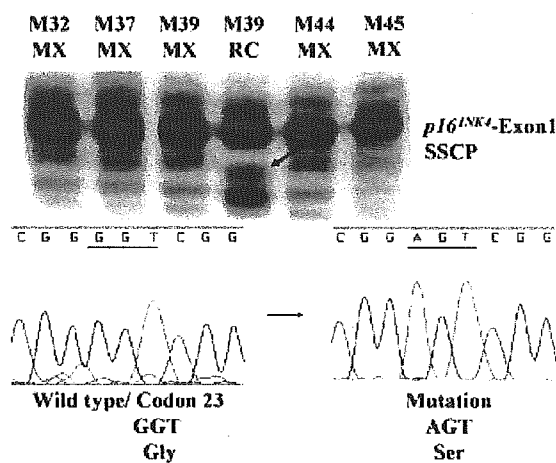 M32 M37 M39 M39 M44 M45
MX MX MX RC MX MX
p16INK4-Exon1
SSCP
C G G G G T C G G
C G G A G T C G G
Wild type/ Codon 23
GGT
Gly
Mutation
AGT
Ser